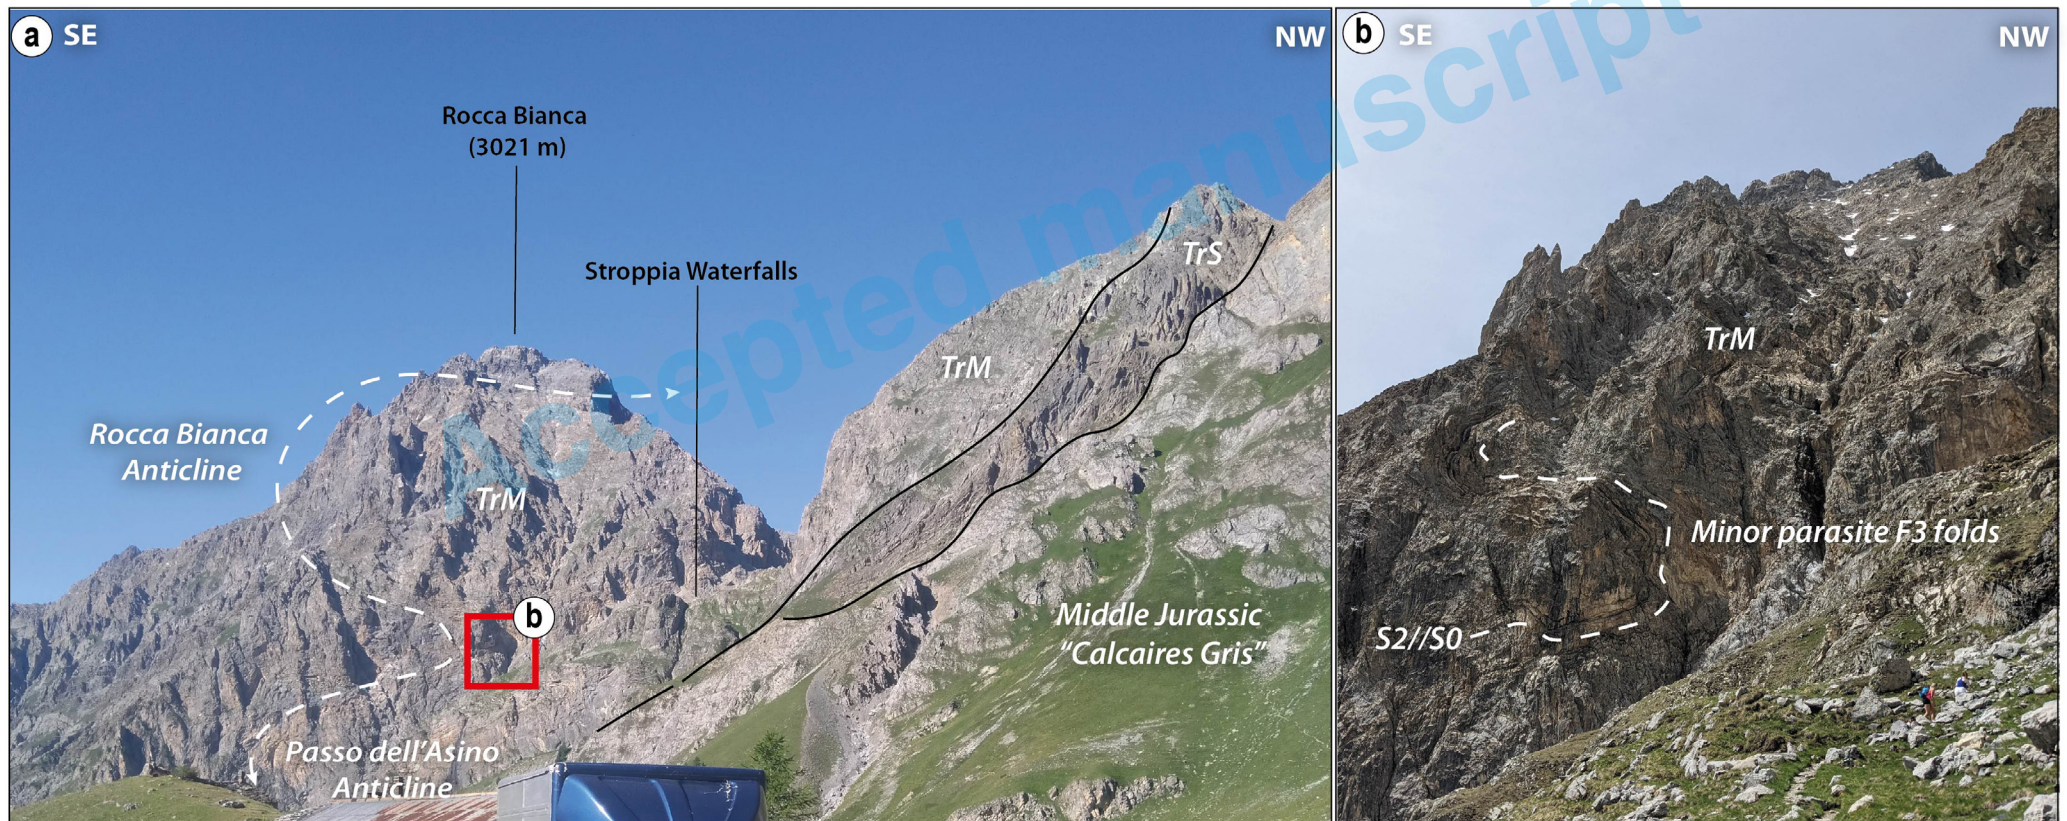 a SE
NW
Rocca Bianca
(3021 m)
Stroppia Waterfalls
TrS
TrM
Rocca Bianca
Anticline
TrM
b
Middle Jurassic
“Calcaires Gris”
Passo dell'Asino
Anticline
b SE
NW
TrM
Minor parasite F3 folds
S2//S0
Accepted manuscript